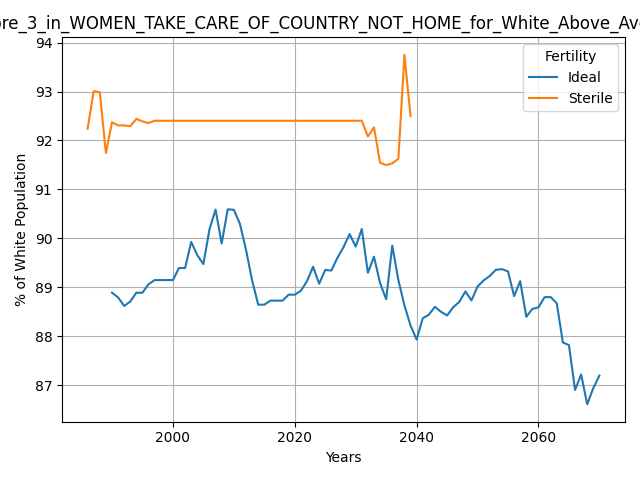 ore_3_in_WOMEN_TAKE_CARE_OF_COUNTRY_NOT_HOME_for_White_Above_Ave
94
93
92
91
90
89
88
87
% of White Population
Fertility
Ideal
Sterile
2000 2020 2040 2060
Years